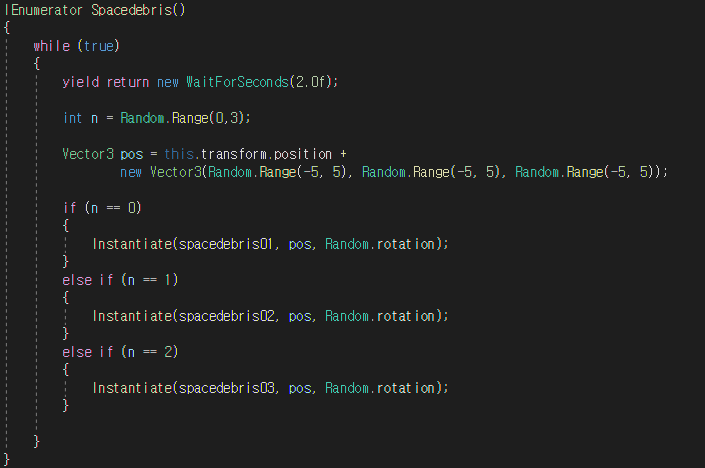 IEnumerator Spacedebris()
{
while (true)
{
yield return new WaitForSeconds(2.0f);
int n = Random.Range(0,3);
Vector3 pos = this.transform.position +
new Vector3(Random.Range(-5, 5), Random.Range(-5, 5), Random.Range(-5, 5));
if (n == 0)
{
Instantiate(spacedebris01, pos, Random.rotation);
}
else if (n == 1)
{
Instantiate(spacedebris02, pos, Random.rotation);
}
else if (n == 2)
{
Instantiate(spacedebris03, pos, Random.rotation);
}
}
}